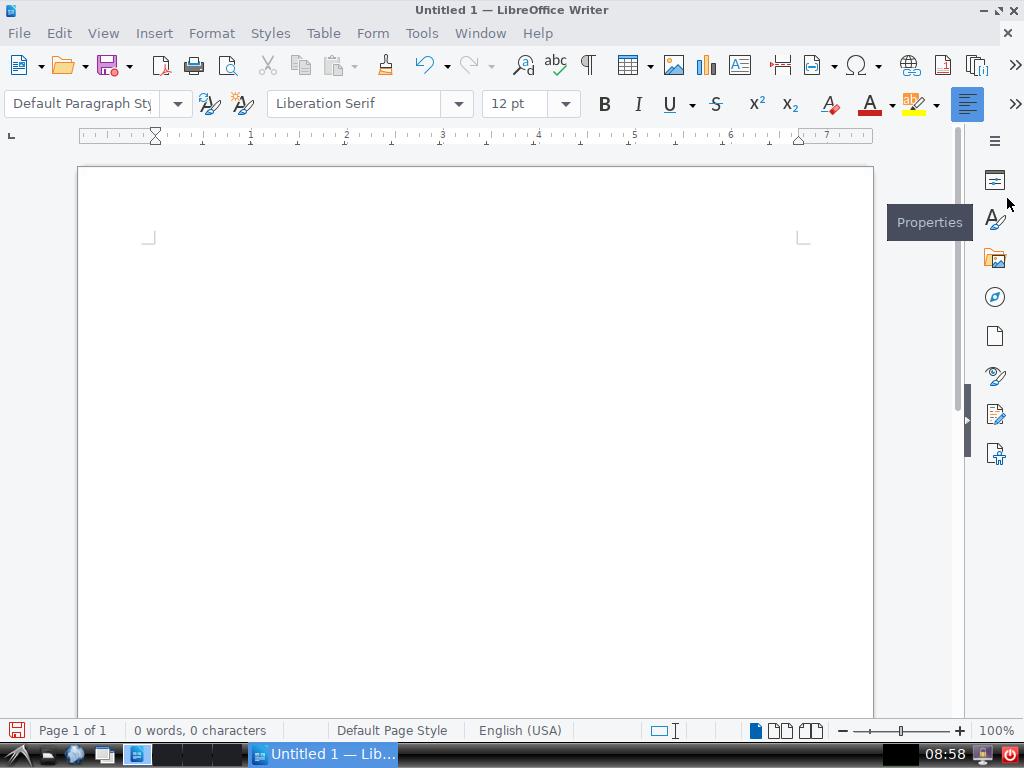 Untitled 1 — LibreOffice Writer
File Edit View Insert Format Styles Table Form Tools Window Help
Default Paragraph Sty Liberation Serif 12 pt B I U S X² X₂ A
1 2 3 4 5 6 7
Properties
Page 1 of 1 0 words, 0 characters Default Page Style English (USA) 100%
Untitled 1 — Lib... 08:58